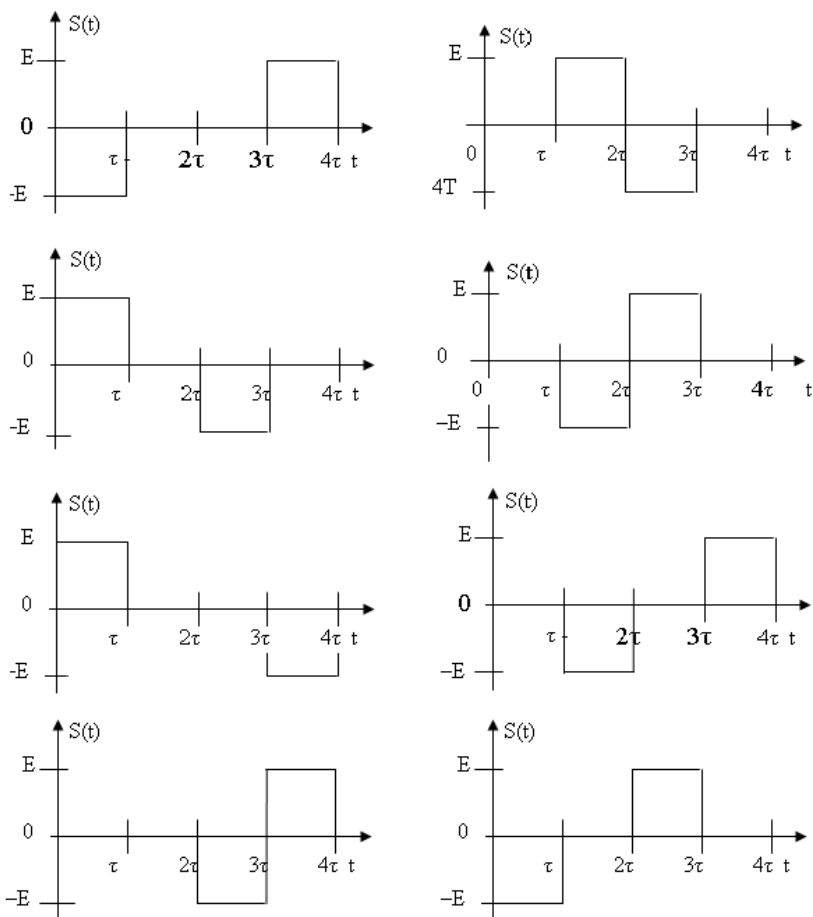 S(t)
E
0
τ 2τ 3τ 4τ t
-E
S(t)
E
0 τ 2τ 3τ 4τ t
4T
S(t)
E
0
τ 2τ 3τ 4τ t
-E
S(t)
E
0
0 τ 2τ 3τ 4τ t
–E
S(t)
E
0
τ 2τ 3τ 4τ t
-E
S(t)
E
0
τ 2τ 3τ 4τ t
–E
S(t)
E
0
τ 2τ 3τ 4τ t
–E
S(t)
E
0
τ 2τ 3τ 4τ t
–E